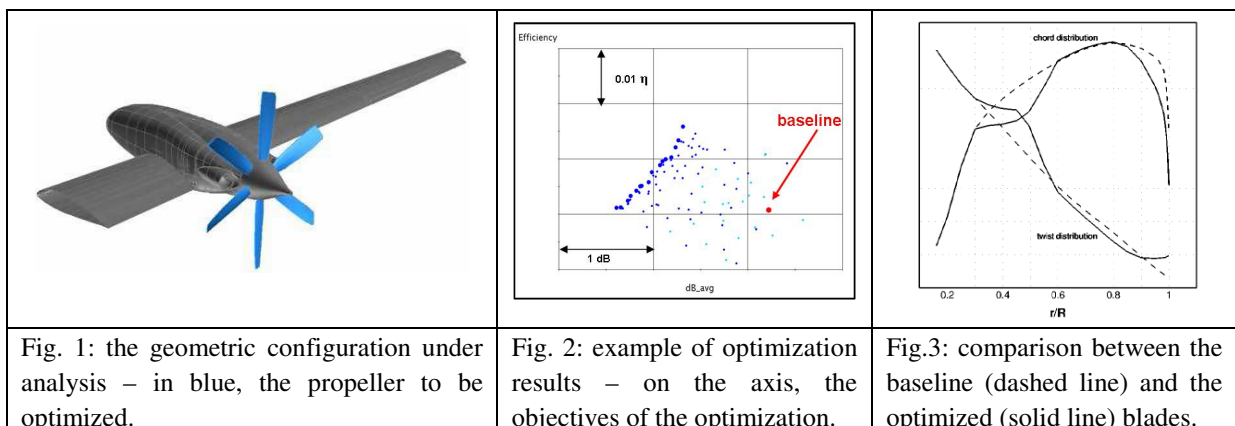 Efficiency
0.01 η
baseline
1 dB
dB_avg
chord distribution
twist distribution
0.2 0.4 0.6 0.8 1
r/R
Fig. 1: the geometric configuration under
analysis – in blue, the propeller to be
optimized.
Fig. 2: example of optimization
results – on the axis, the
objectives of the optimization.
Fig.3: comparison between the
baseline (dashed line) and the
optimized (solid line) blades.